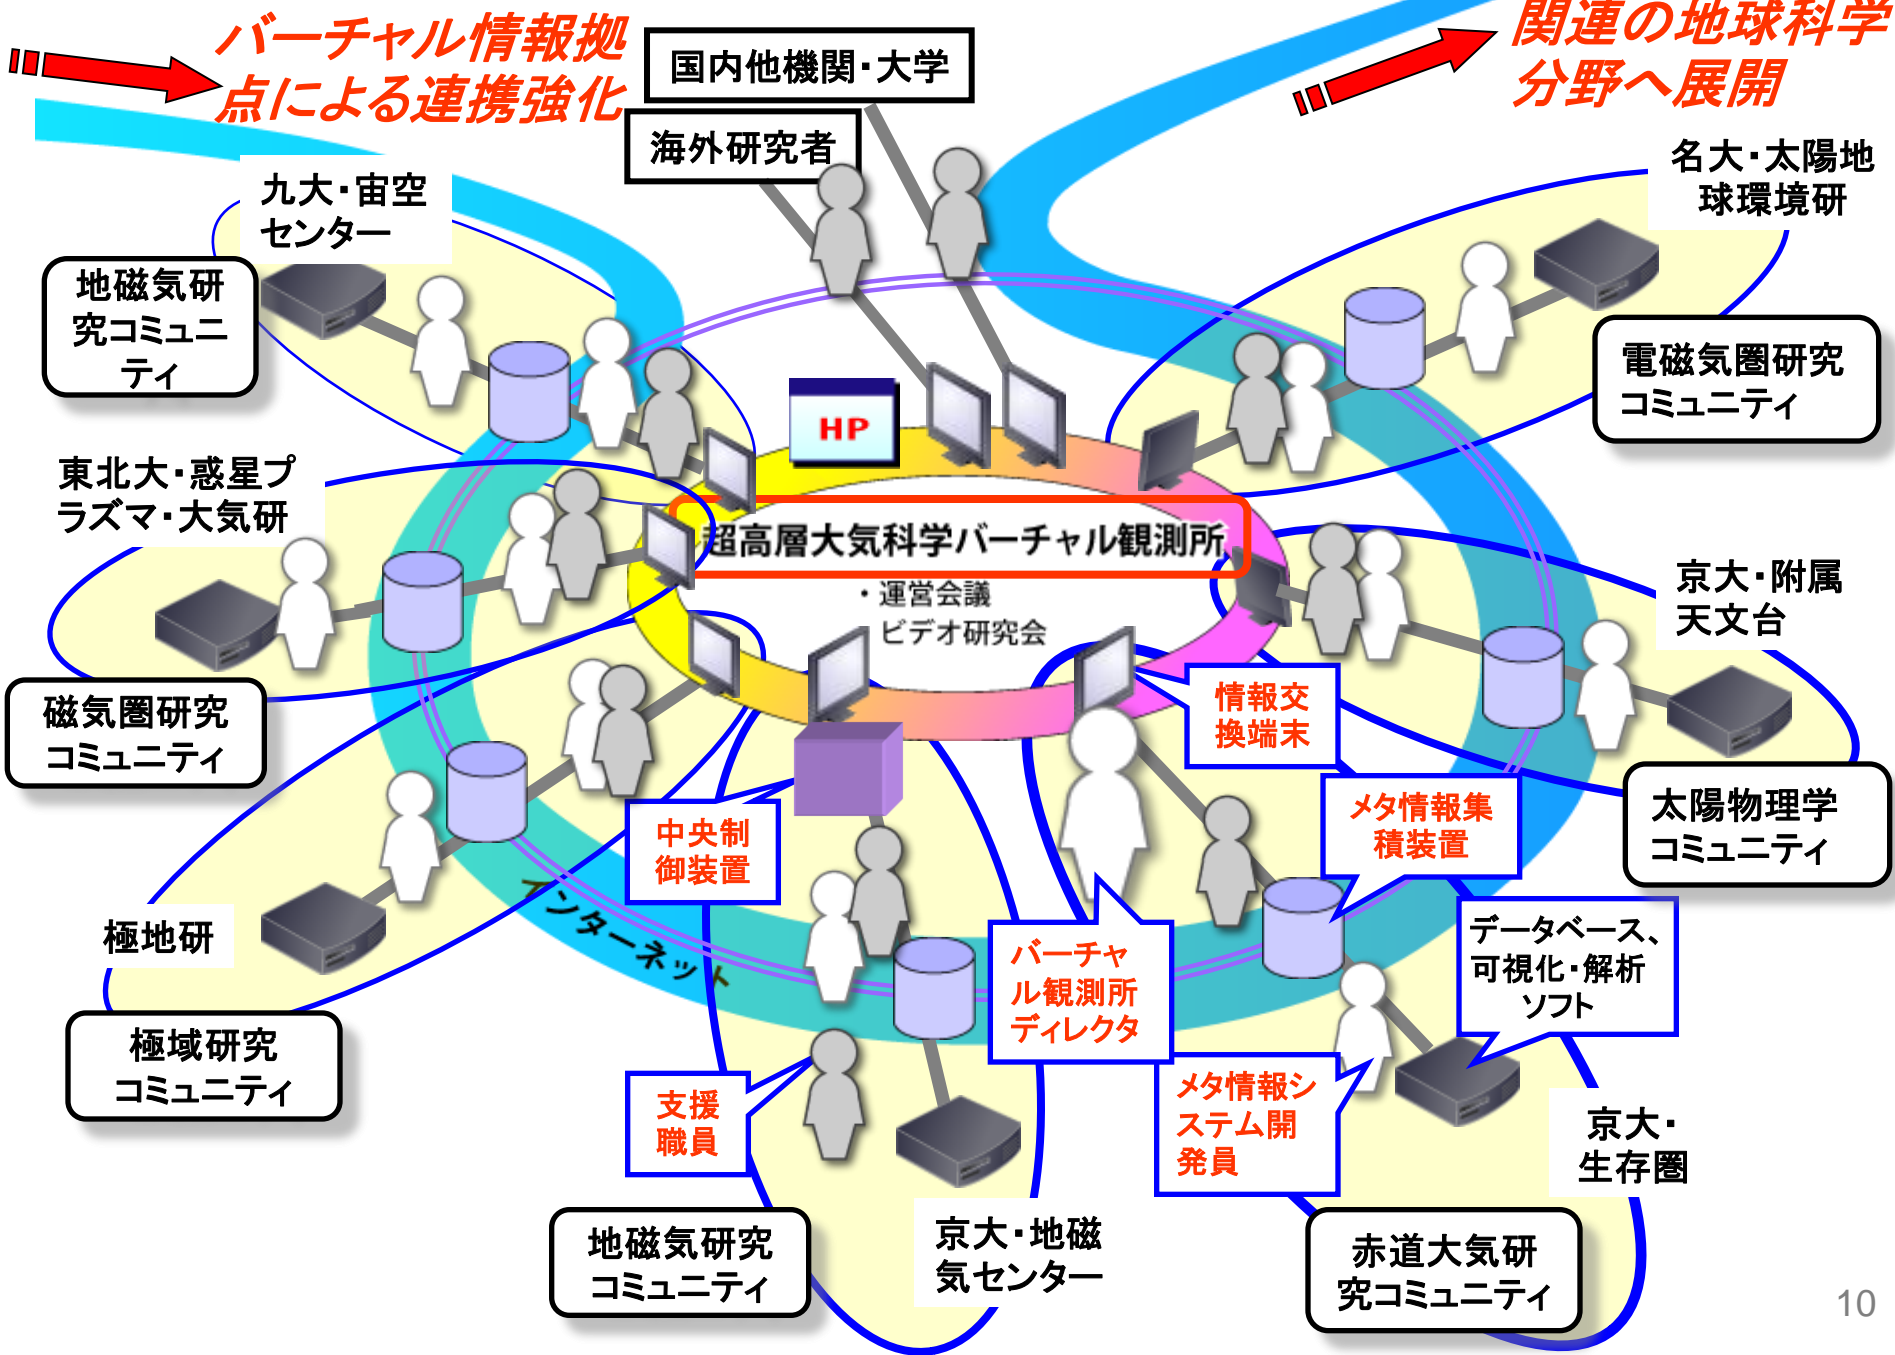 バーチャル情報拠
点による連携強化
関連の地球科学
分野へ展開
国内他機関・大学
海外研究者
九大・宙空
センター
地磁気研
究コミュニ
ティ
名大・太陽地
球環境研
電磁気圏研究
コミュニティ
HP
東北大・惑星プ
ラズマ・大気研
磁気圏研究
コミュニティ
超高層大気科学バーチャル観測所
・運営会議
ビデオ研究会
京大・附属
天文台
太陽物理学
コミュニティ
情報交
換端末
メタ情報集
積装置
中央制
御装置
極地研
極域研究
コミュニティ
インターネット
バーチャ
ル観測所
ディレクタ
データベース、
可視化・解析
ソフト
支援
職員
メタ情報シ
ステム開
発員
京大・
生存圏
地磁気研究
コミュニティ
京大・地磁
気センター
赤道大気研
究コミュニティ
10